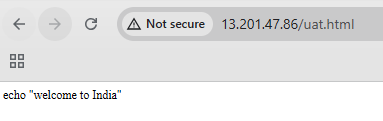 Not secure 13.201.47.86/uat.html
echo "welcome to India"